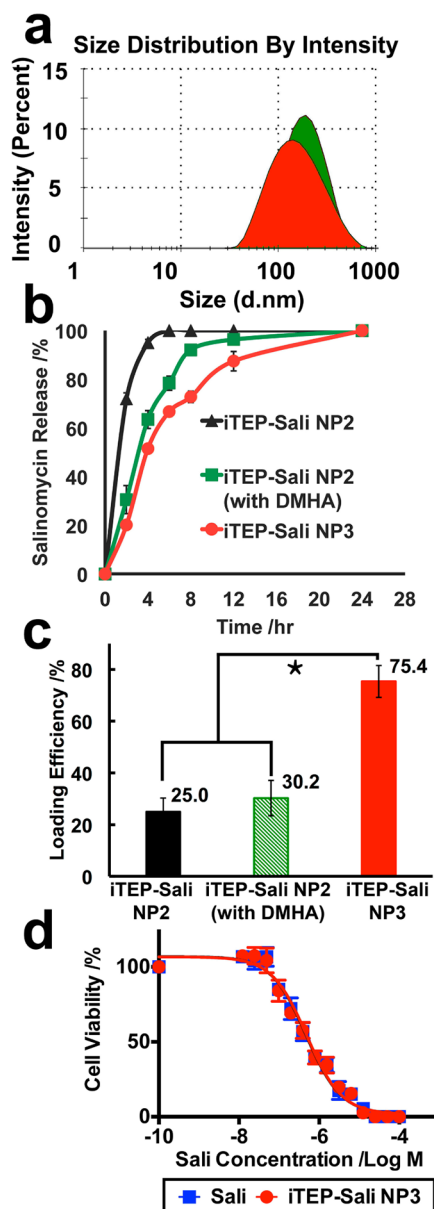 a
Size Distribution By Intensity
Intensity (Percent)
15
10
5
0
1 10 100 1000
Size (d.nm)
b
Salinomycin Release /%
100
80
60
40
20
0
iTEP-Sali NP2
iTEP-Sali NP2
(with DMHA)
iTEP-Sali NP3
0 4 8 12 16 20 24 28
Time /hr
c
Loading Efficiency /%
80
60
40
20
0
*
75.4
25.0
30.2
iTEP-Sali NP2
iTEP-Sali NP2 (with DMHA)
iTEP-Sali NP3
d
Cell Viability /%
100
50
0
-10 -8 -6 -4
Sali Concentration /Log M
Sali iTEP-Sali NP3